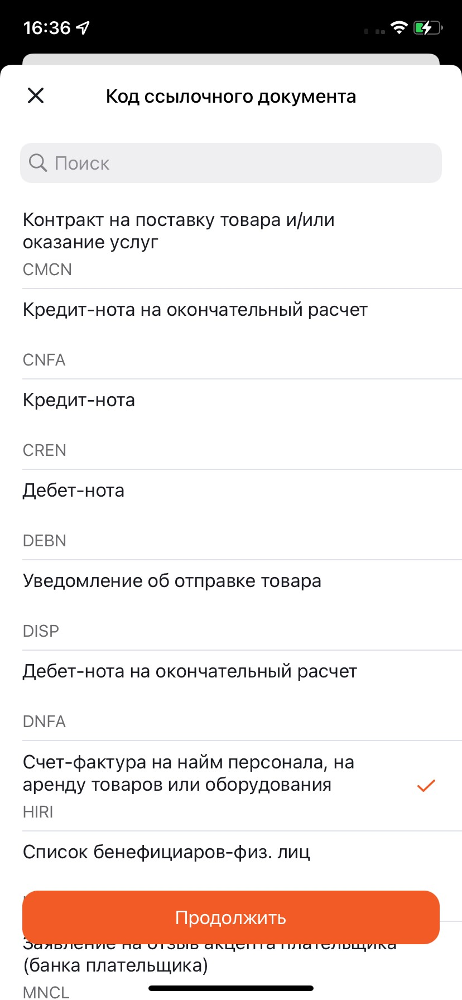 16:36
Код ссылочного документа
Поиск
Контракт на поставку товара и/или
оказание услуг
CMCN
Кредит-нота на окончательный расчет
CNFA
Кредит-нота
CREN
Дебет-нота
DEBN
Уведомление об отправке товара
DISP
Дебет-нота на окончательный расчет
DNFA
Счет-фактура на найм персонала, на
аренду товаров или оборудования
HIRI
Список бенефициаров-физ. лиц
Продолжить
Заявление на отзыв акцепта плательщика
(банка плательщика)
MNCL